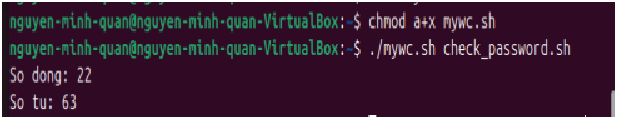 nguyen-minh-quan@nguyen-minh-quan-VirtualBox:~$ chmod a+x mywc.sh
nguyen-minh-quan@nguyen-minh-quan-VirtualBox:~$ ./mywc.sh check_password.sh
So dong: 22
So tu: 63